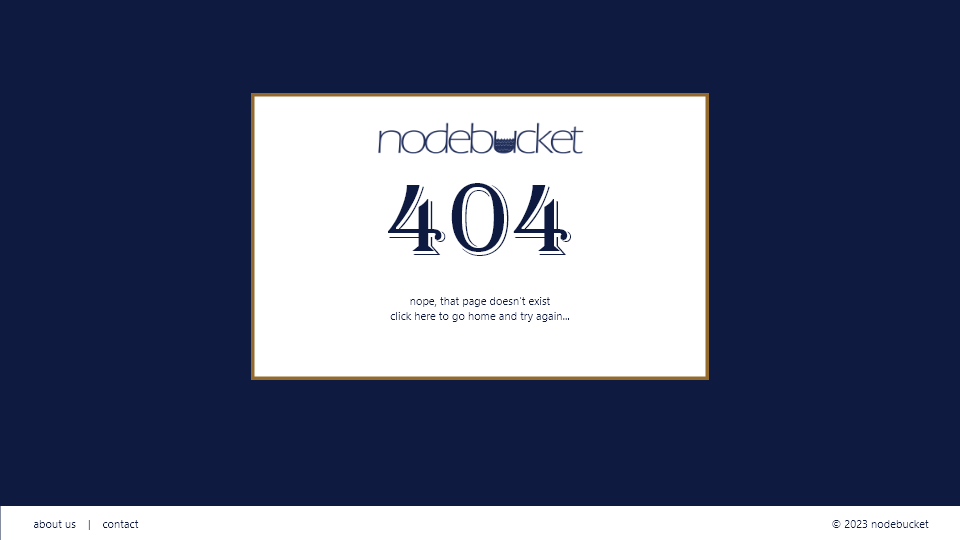 nodebucket
404
nope, that page doesn't exist
click here to go home and try again...
about us | contact
© 2023 nodebucket